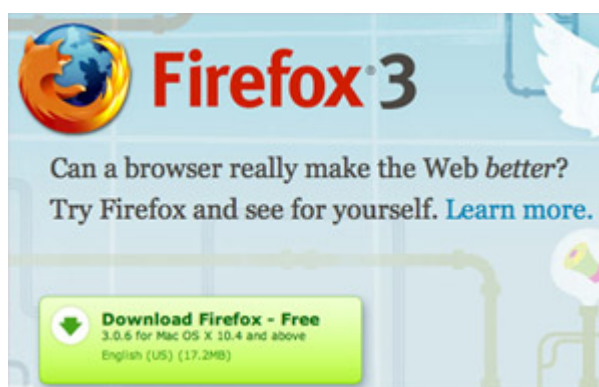 Firefox® 3
Can a browser really make the Web better?
Try Firefox and see for yourself. Learn more.
Download Firefox - Free
3.0.6 for Mac OS X 10.4 and above
English (US) (17.2MB)